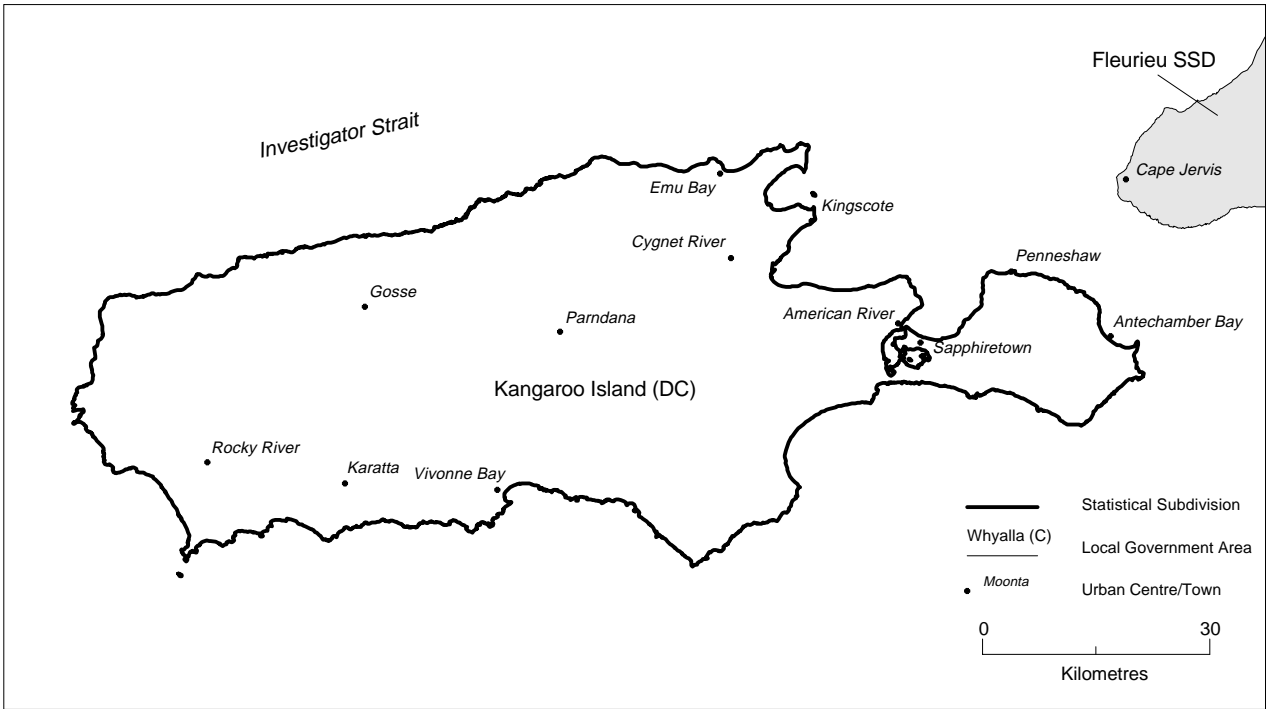 Fleurieu SSD
Investigator Strait
Cape Jervis
Emu Bay
Kingscote
Cygnet River
Penneshaw
Gosse
American River
Antechamber Bay
Parndana
Sapphiretown
Kangaroo Island (DC)
Rocky River
Karatta
Vivonne Bay
Statistical Subdivision
Whyalla (C)
Local Government Area
Moonta
Urban Centre/Town
0 30
Kilometres